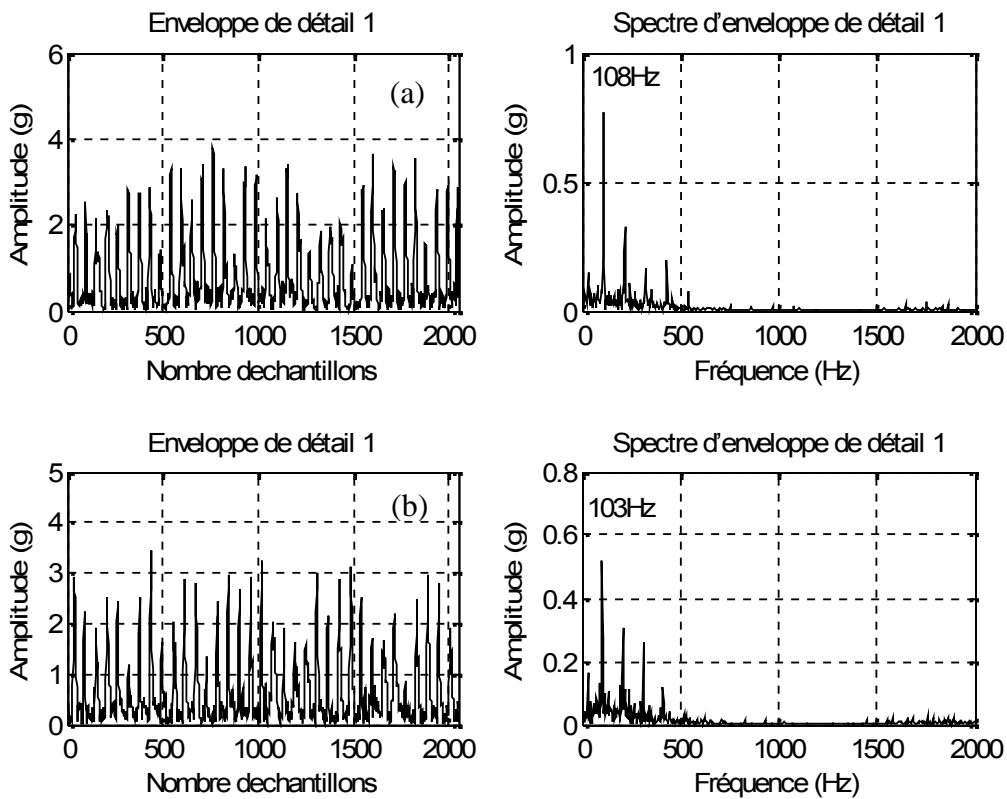 Enveloppe de détail 1
Spectre d'enveloppe de détail 1
6
4
2
0
Amplitude (g)
(a)
0 500 1000 1500 2000
Nombre dechantillons
1
0.5
0
Amplitude (g)
108Hz
0 500 1000 1500 2000
Fréquence (Hz)
Enveloppe de détail 1
Spectre d'enveloppe de détail 1
5
4
3
2
1
0
Amplitude (g)
(b)
0 500 1000 1500 2000
Nombre dechantillons
0.8
0.6
0.4
0.2
0
Amplitude (g)
103Hz
0 500 1000 1500 2000
Fréquence (Hz)